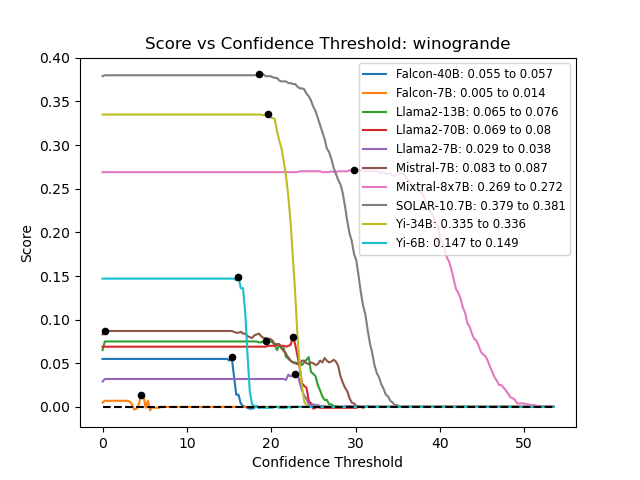 Score vs Confidence Threshold: winogrande
0.40
0.35
0.30
0.25
0.20
0.15
0.10
0.05
0.00
Score
Falcon-40B: 0.055 to 0.057
Falcon-7B: 0.005 to 0.014
Llama2-13B: 0.065 to 0.076
Llama2-70B: 0.069 to 0.08
Llama2-7B: 0.029 to 0.038
Mistral-7B: 0.083 to 0.087
Mixtral-8x7B: 0.269 to 0.272
SOLAR-10.7B: 0.379 to 0.381
Yi-34B: 0.335 to 0.336
Yi-6B: 0.147 to 0.149
0 10 20 30 40 50
Confidence Threshold